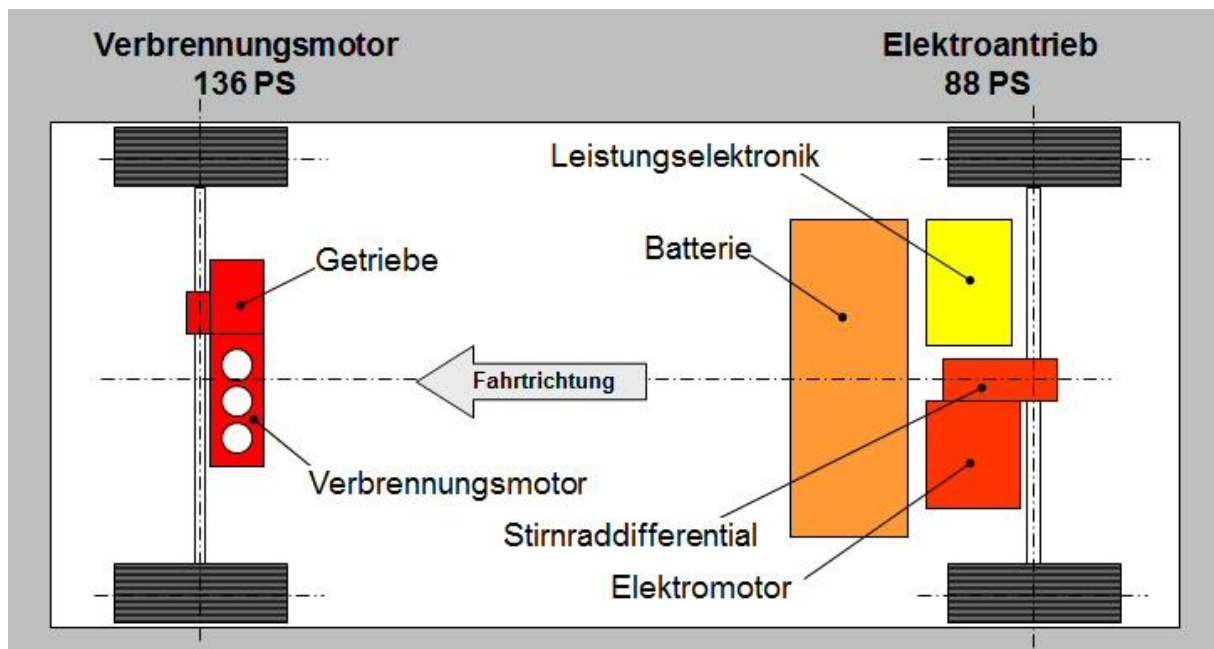 Verbrennungsmotor
136 PS
Elektroantrieb
88 PS
Leistungselektronik
Getriebe
Batterie
Fahrtrichtung
Verbrennungsmotor
Stirnraddifferential
Elektromotor